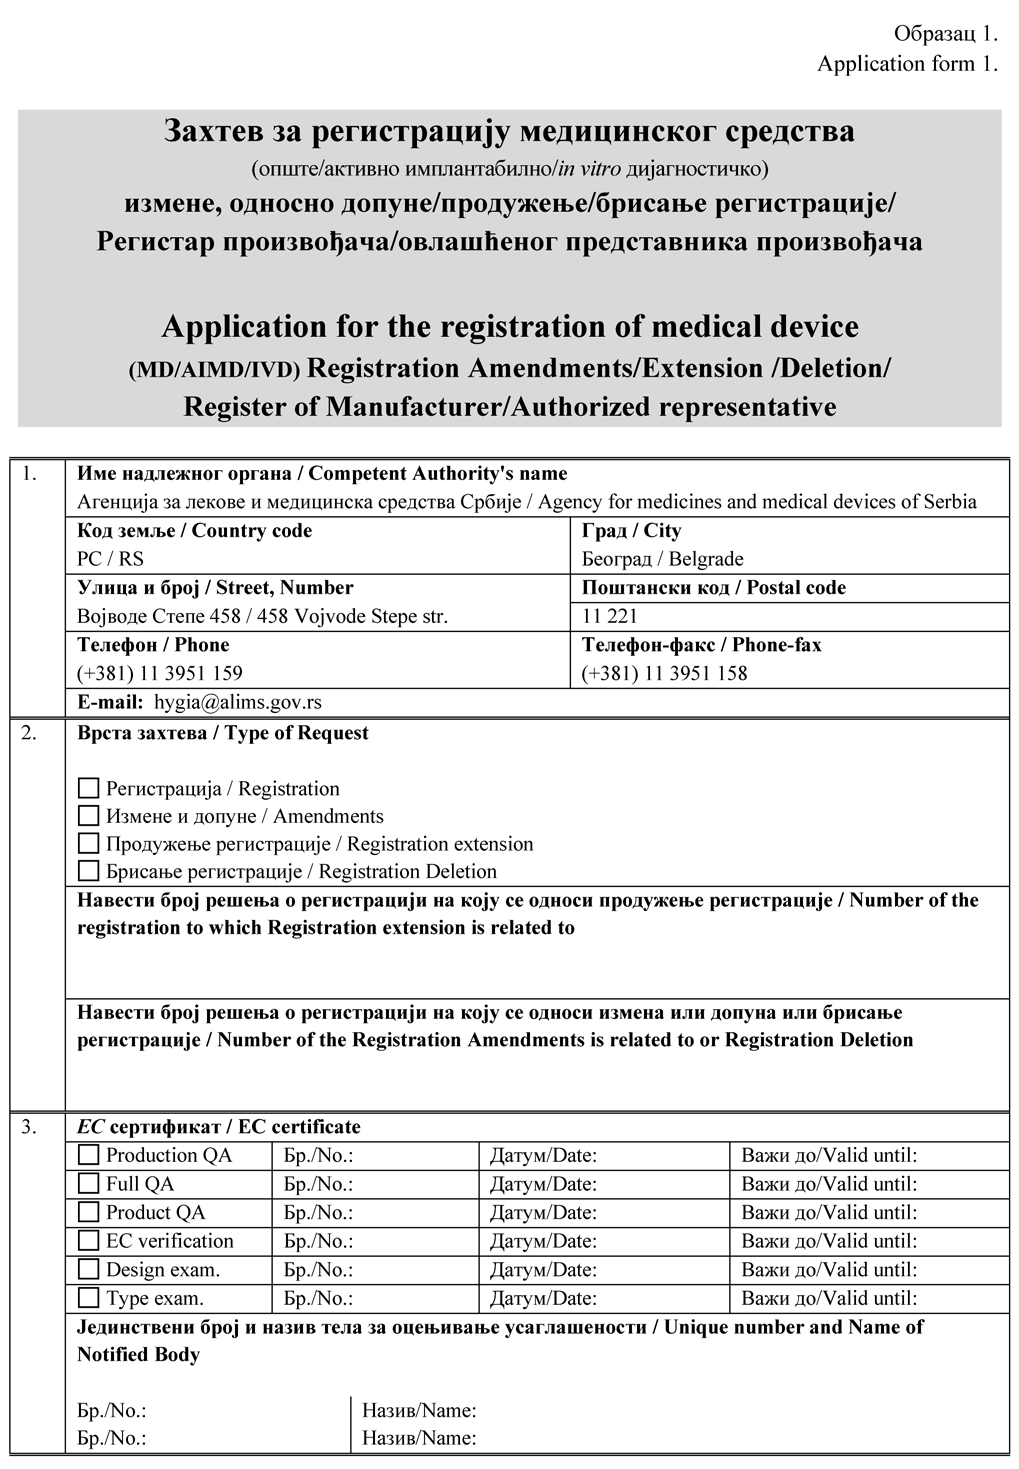 Образац 1.
Application form 1.
Захтев за регистрацију медицинског средства
(опште/активно имплантабилно/in vitro дијагностичко)
измене, односно допуне/продужење/брисање регистрације/
Регистар произвођача/овлашћеног представника произвођача
Application for the registration of medical device
(MD/AIMD/IVD) Registration Amendments/Extension /Deletion/
Register of Manufacturer/Authorized representative
1. Име надлежног органа / Competent Authority's name
Агенција за лекове и медицинска средства Србије / Agency for medicines and medical devices of Serbia
Код земље / Country code Град / City
РС / RS Београд / Belgrade
Улица и број / Street, Number Поштански код / Postal code
Војводе Степе 458 / 458 Vojvode Stepe str. 11 221
Телефон / Phone Телефон-факс / Phone-fax
(+381) 11 3951 159 (+381) 11 3951 158
E-mail: hygia@alims.gov.rs
2. Врста захтева / Type of Request
Регистрација / Registration
Измене и допуне / Amendments
Продужење регистрације / Registration extension
Брисање регистрације / Registration Deletion
Навести број решења о регистрацији на коју се односи продужење регистрације / Number of the
registration to which Registration extension is related to
Навести број решења о регистрацији на коју се односи измена или допуна или брисање
регистрације / Number of the Registration Amendments is related to or Registration Deletion
3. EC сертификат / EC certificate
Production QA Бр./No.: Датум/Date: Важи до/Valid until:
Full QA Бр./No.: Датум/Date: Важи до/Valid until:
Product QA Бр./No.: Датум/Date: Важи до/Valid until:
EC verification Бр./No.: Датум/Date: Важи до/Valid until:
Design exam. Бр./No.: Датум/Date: Важи до/Valid until:
Type exam. Бр./No.: Датум/Date: Важи до/Valid until:
Јединствени број и назив тела за оцењивање усаглашености / Unique number and Name of
Notified Body
Бр./No.: Назив/Name:
Бр./No.: Назив/Name: